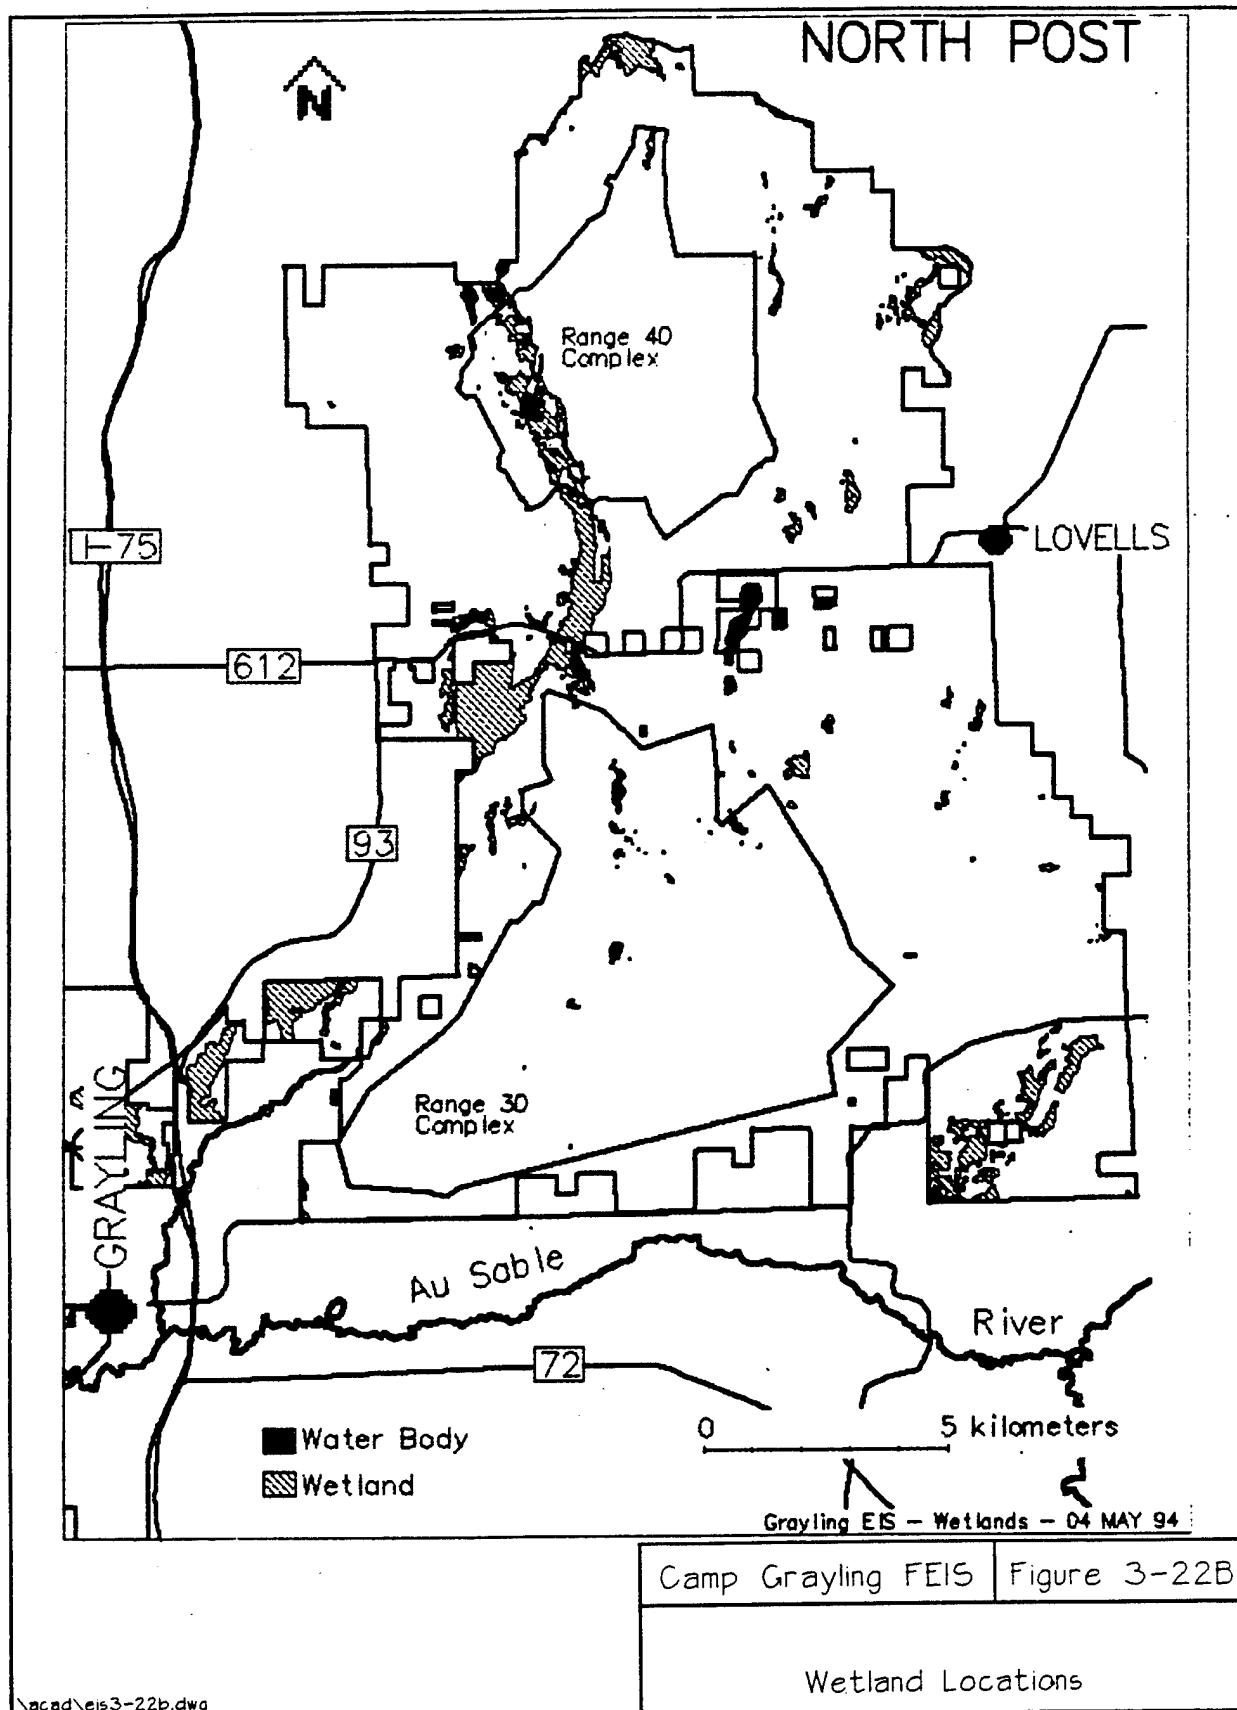 NORTH POST
N
Range 40
Complex
I-75
LOVELLS
612
93
Range 30
Complex
GRAYLING
Au Sable
River
72
0 5 kilometers
Water Body
Wetland
Grayling EIS - Wetlands - 04 MAY 94
Camp Grayling FEIS Figure 3-22B
Wetland Locations
\acad\eis3-22b.dwg